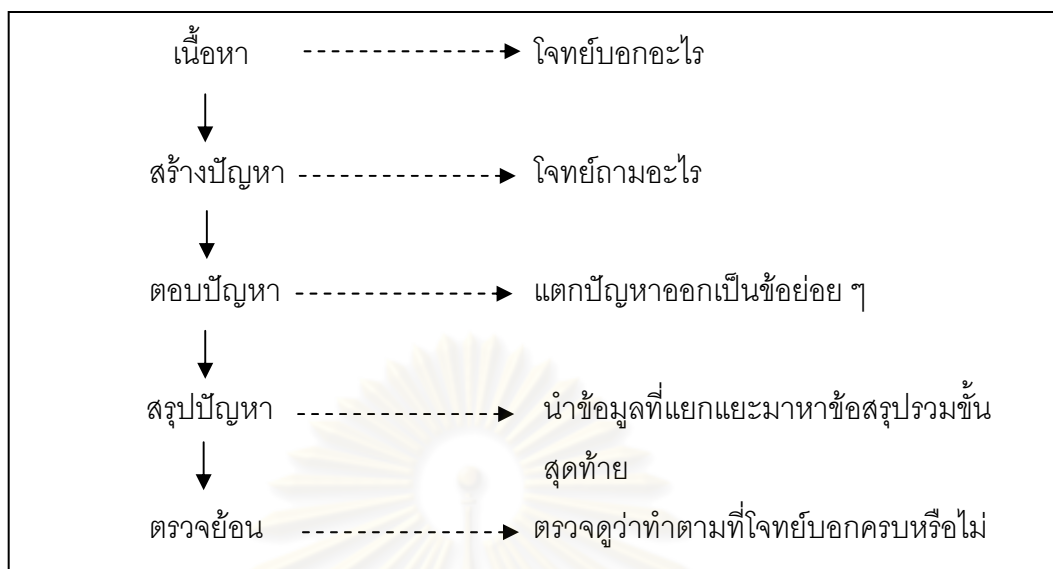 เนื้อหา โจทย์บอกอะไร
สร้างปัญหา โจทย์ถามอะไร
ตอบปัญหา แตกปัญหาออกเป็นข้อย่อย ๆ
สรุปปัญหา นำข้อมูลที่แยกแยะมาหาข้อสรุปรวมขั้น
สุดท้าย
ตรวจย้อน ตรวจดูว่าทำตามที่โจทย์บอกครบหรือไม่